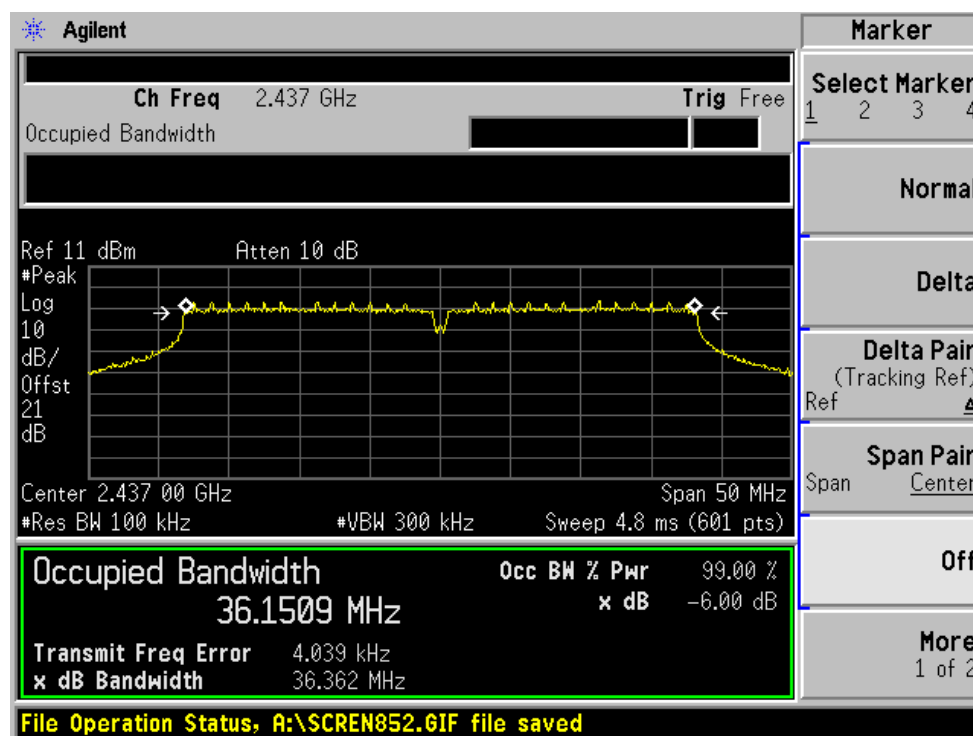 Agilent
Marker
Ch Freq 2.437 GHz Trig Free
Occupied Bandwidth
Select Marker
1 2 3 4
Normal
Ref 11 dBm Atten 10 dB
#Peak
Log
10
dB/
Offst
21
dB
Delta
Delta Pair
(Tracking Ref)
Ref Δ
Center 2.437 00 GHz Span 50 MHz
#Res BW 100 kHz #VBW 300 kHz Sweep 4.8 ms (601 pts)
Span Pair
Span Center
Occupied Bandwidth
36.1509 MHz
Occ BW % Pwr 99.00 %
x dB -6.00 dB
Transmit Freq Error 4.039 kHz
x dB Bandwidth 36.362 MHz
Off
More
1 of 2
File Operation Status, A:\SCREN852.GIF file saved